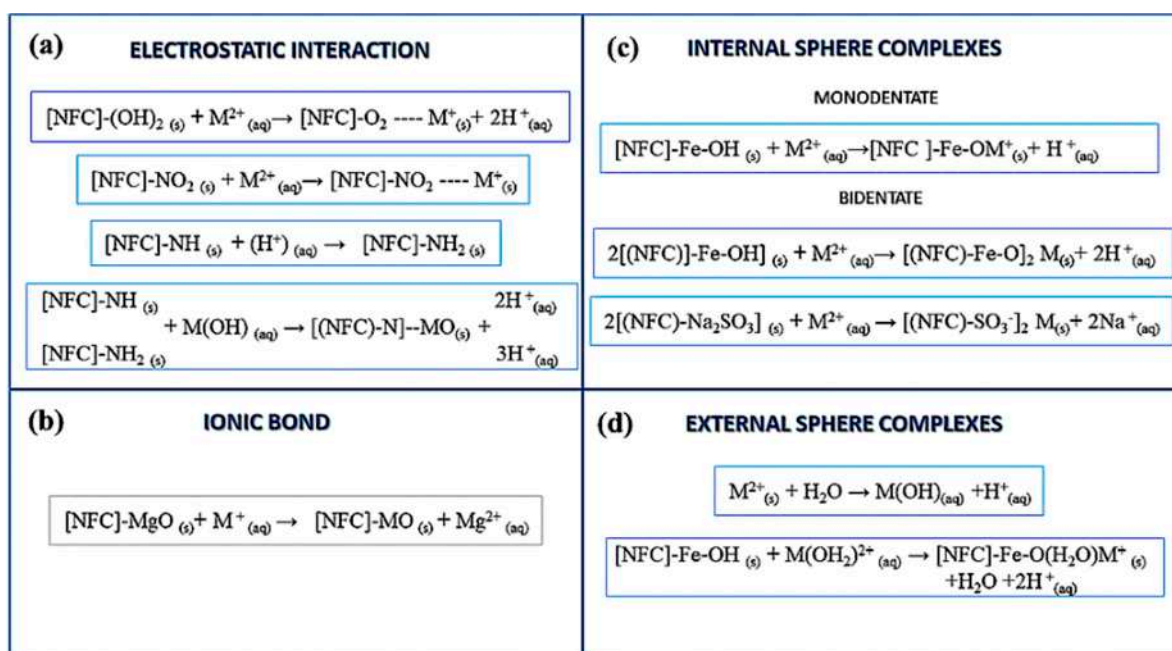 (a) ELECTROSTATIC INTERACTION
[NFC]-(OH)₂ (s) + M²⁺ (aq) → [NFC]-O₂ ---- M⁺(s) + 2H⁺(aq)
[NFC]-NO₂ (s) + M²⁺(aq) → [NFC]-NO₂ ---- M⁺(s)
[NFC]-NH (s) + (H⁺) (aq) → [NFC]-NH₂ (s)
[NFC]-NH (s) 2H⁺(aq)
+ M(OH) (aq) → [(NFC)-N]--MO(s) +
[NFC]-NH₂ (s) 3H⁺(aq)
(b) IONIC BOND
[NFC]-MgO (s) + M⁺ (aq) → [NFC]-MO (s) + Mg²⁺ (aq)
(c) INTERNAL SPHERE COMPLEXES
MONODENTATE
[NFC]-Fe-OH (s) + M²⁺(aq) → [NFC ]-Fe-OM⁺(s) + H⁺(aq)
BIDENTATE
2[(NFC)]-Fe-OH] (s) + M²⁺(aq) → [(NFC)-Fe-O]₂ M(s) + 2H⁺(aq)
2[(NFC)-Na₂SO₃] (s) + M²⁺(aq) → [(NFC)-SO₃⁻]₂ M(s) + 2Na⁺(aq)
(d) EXTERNAL SPHERE COMPLEXES
M²⁺(s) + H₂O → M(OH)(aq) +H⁺(aq)
[NFC]-Fe-OH (s) + M(OH₂)²⁺ (aq) → [NFC]-Fe-O(H₂O)M⁺ (s)
+H₂O +2H⁺(aq)